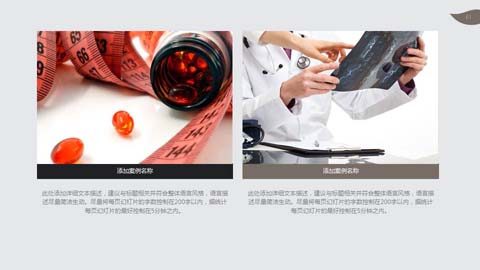 61
添加案例名称
添加案例名称
此处添加详细文本描述，建议与标题相关并符合整体语言风格，语言描
述尽量简洁生动。尽量将每页幻灯片的字数控制在200字以内，据统计
每页幻灯片的最好控制在5分钟之内。
此处添加详细文本描述，建议与标题相关并符合整体语言风格，语言描
述尽量简洁生动。尽量将每页幻灯片的字数控制在200字以内，据统计
每页幻灯片的最好控制在5分钟之内。
39
40
66
89
113
144